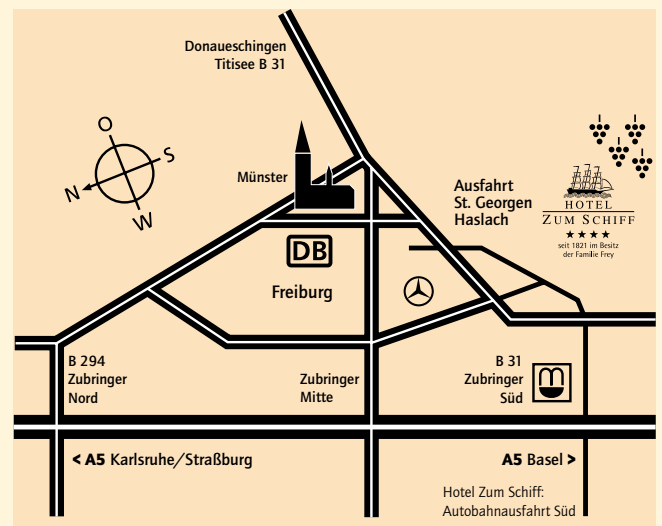 Donaueschingen
Titisee B 31
O
S
N
W
Münster
Ausfahrt
St. Georgen
Haslach
HOTEL
ZUM SCHIFF
★★★★
seit 1821 im Besitz
der Familie Frey
DB
Freiburg
B 294
Zubringer
Nord
Zubringer
Mitte
B 31
Zubringer
Süd
< A5 Karlsruhe/Straßburg
A5 Basel >
Hotel Zum Schiff:
Autobahnausfahrt Süd